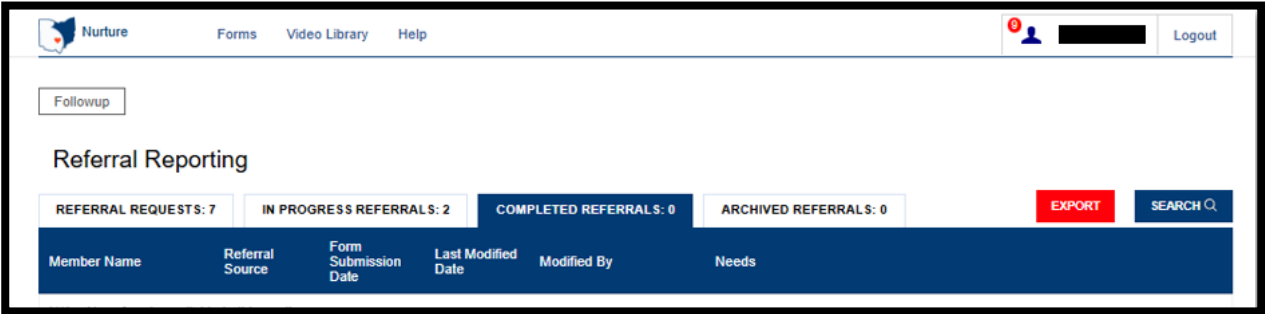 Nurture Forms Video Library Help 9 Logout
Followup
Referral Reporting
REFERRAL REQUESTS: 7 IN PROGRESS REFERRALS: 2 COMPLETED REFERRALS: 0 ARCHIVED REFERRALS: 0 EXPORT SEARCH
Member Name
Referral
Source
Form
Submission
Date
Last Modified
Date
Modified By
Needs